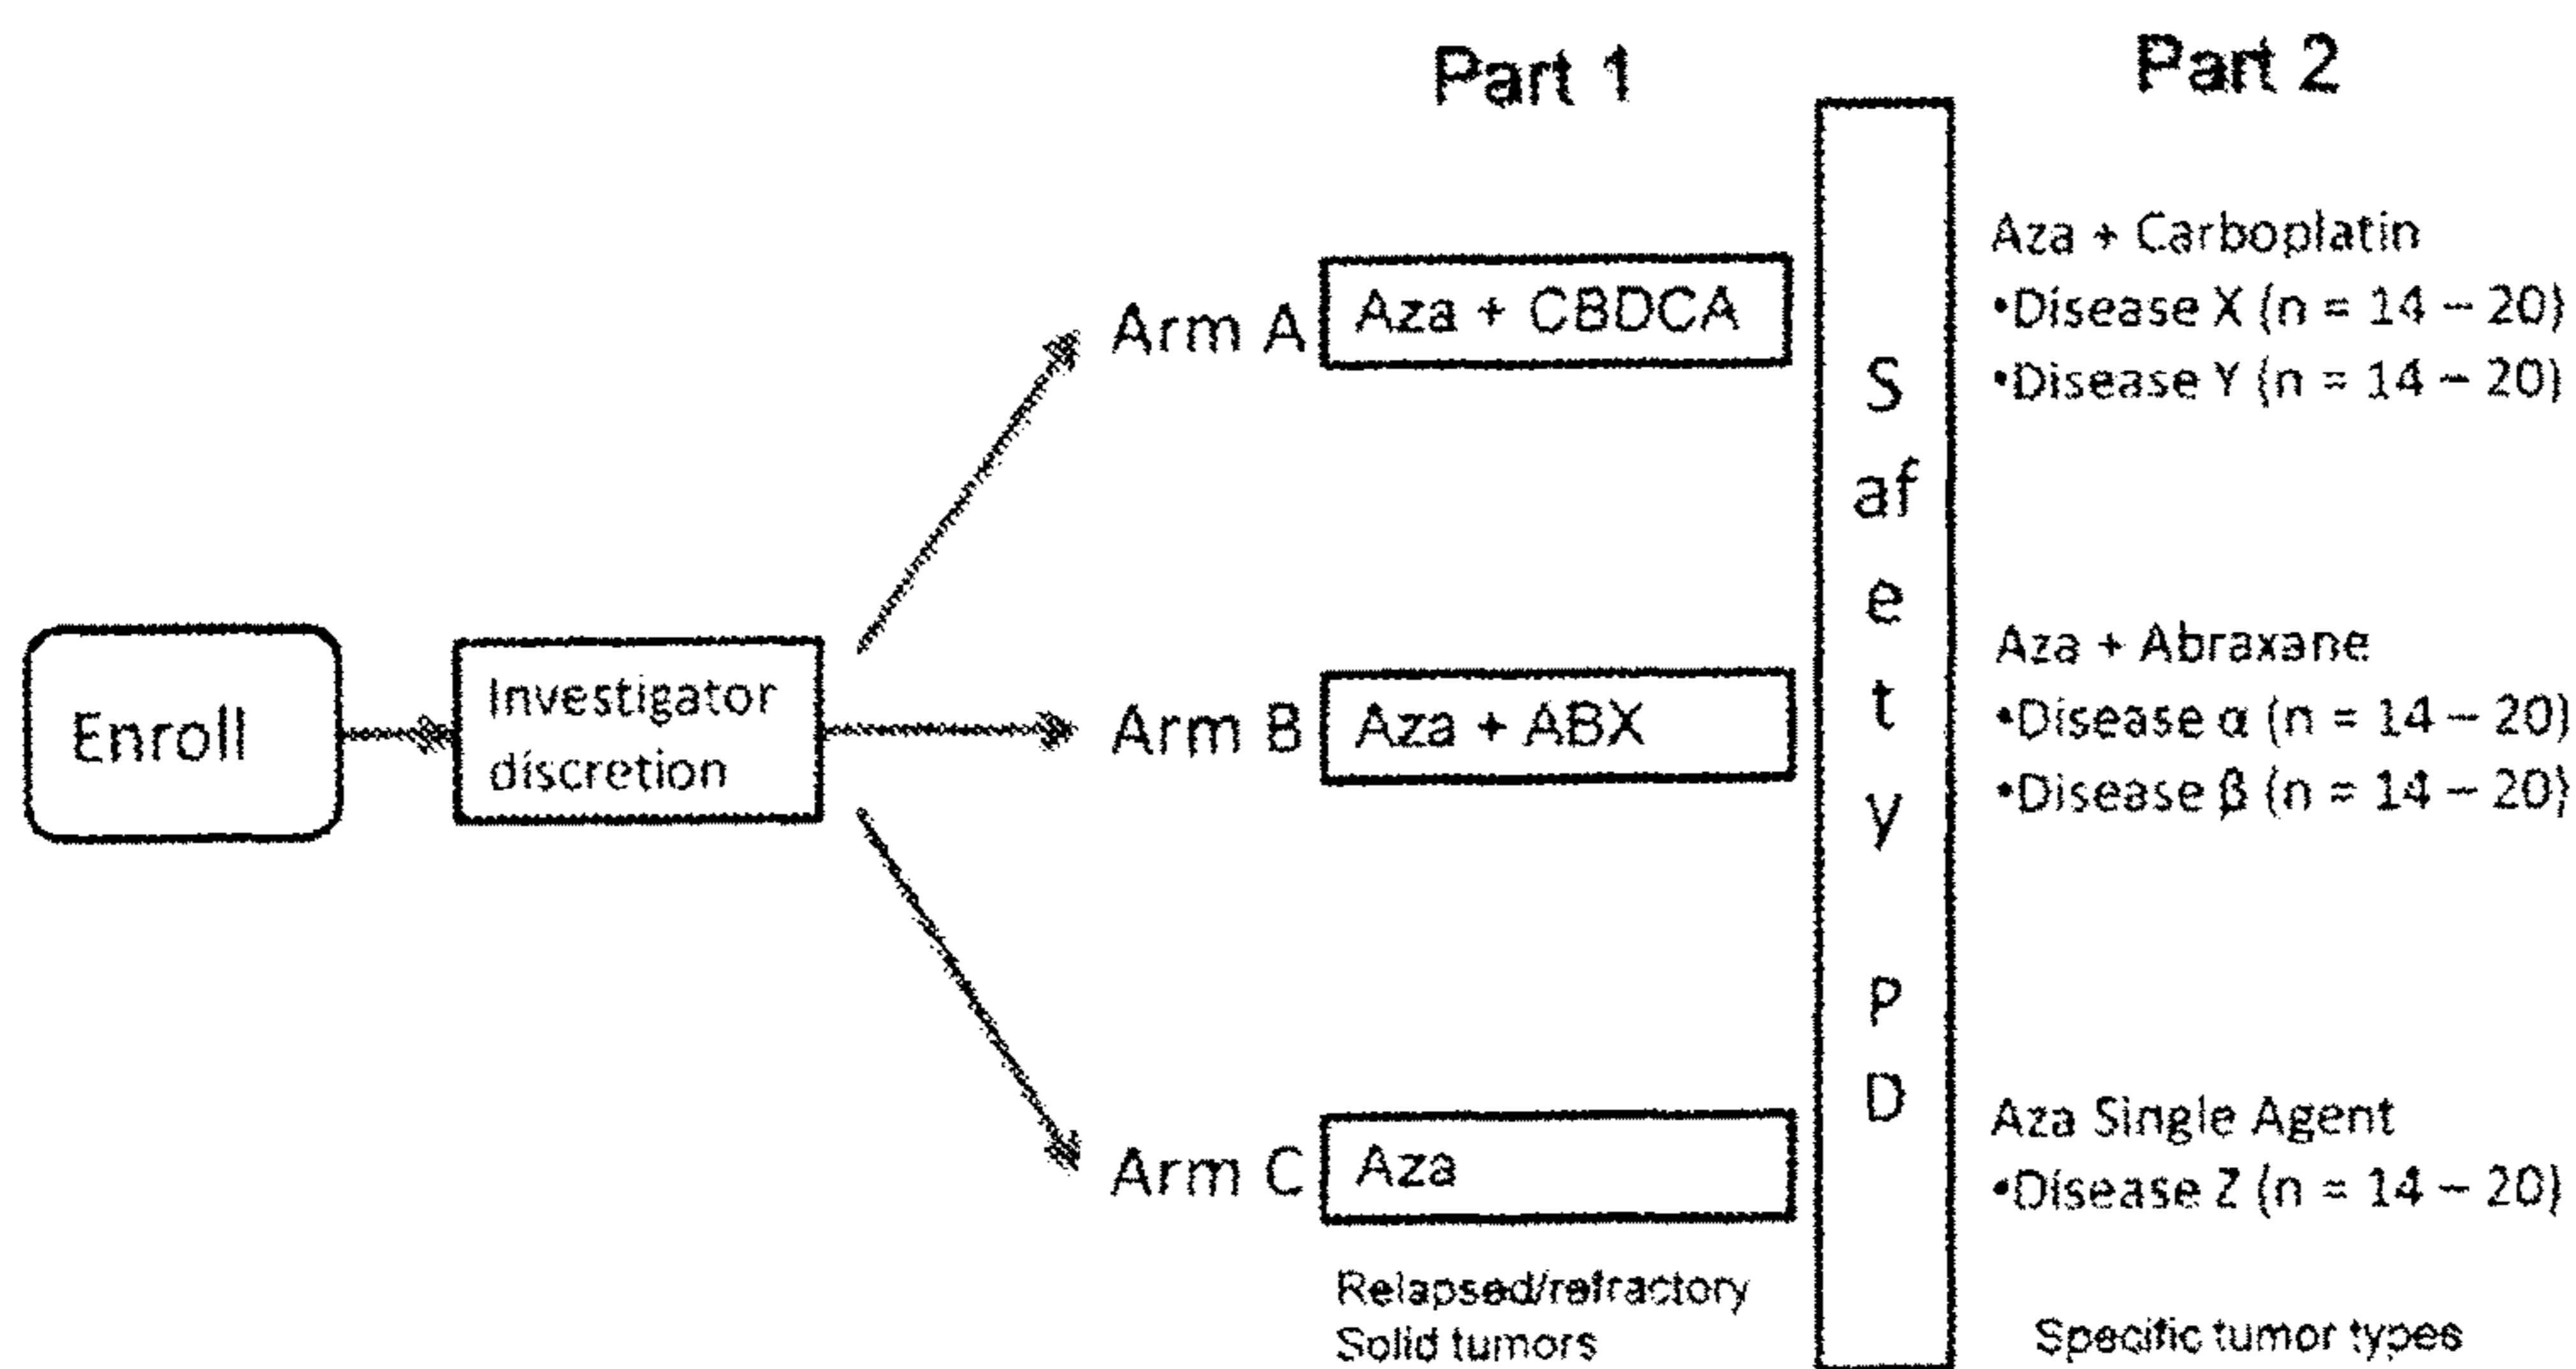 Part 1
Part 2
Enroll
Investigator
discretion
Arm A
Aza + CBDCA
Arm B
Aza + ABX
Arm C
Aza
Relapsed/refractory
Solid tumors
S
af
e
t
y
P
D
Aza + Carboplatin
•Disease X (n = 14 – 20)
•Disease Y (n = 14 – 20)
Aza + Abraxane
•Disease α (n = 14 – 20)
•Disease β (n = 14 – 20)
Aza Single Agent
•Disease Z (n = 14 – 20)
Specific tumor types